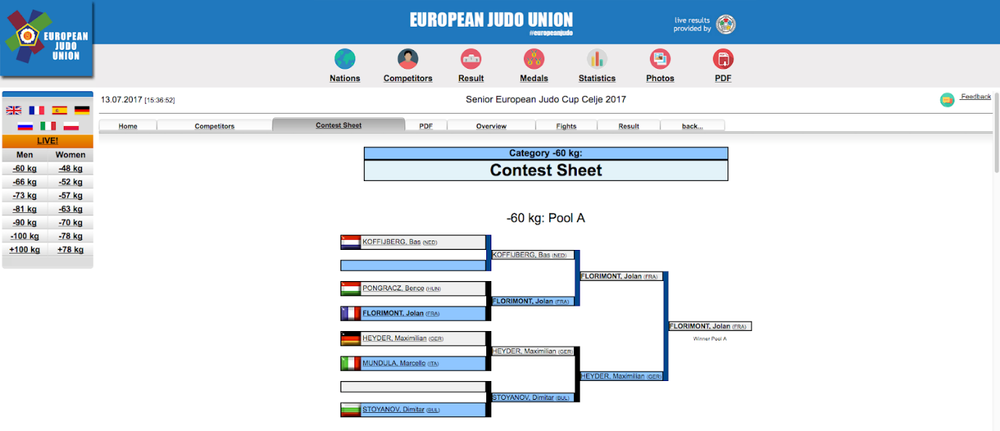 EUROPEAN JUDO UNION
#europeanjudo
live results
provided by
EUROPEAN
JUDO
UNION
Nations Competitors Result Medals Statistics Photos PDF
13.07.2017 [15:36:52] Senior European Judo Cup Celje 2017 Feedback
Home Competitors Contest Sheet PDF Overview Fights Result back...
LIVE!
Men Women
-60 kg -48 kg
-66 kg -52 kg
-73 kg -57 kg
-81 kg -63 kg
-90 kg -70 kg
-100 kg -78 kg
+100 kg +78 kg
Category -60 kg:
Contest Sheet
-60 kg: Pool A
KOFFIJBERG, Bas (NED)
PONGRACZ, Bence (HUN)
FLORIMONT, Jolan (FRA)
HEYDER, Maximilian (GER)
MUNDULA, Marcello (ITA)
STOYANOV, Dimitar (BUL)
KOFFIJBERG, Bas (NED)
FLORIMONT, Jolan (FRA)
HEYDER, Maximilian (GER)
STOYANOV, Dimitar (BUL)
FLORIMONT, Jolan (FRA)
HEYDER, Maximilian (GER)
FLORIMONT, Jolan (FRA)
Winner Pool A